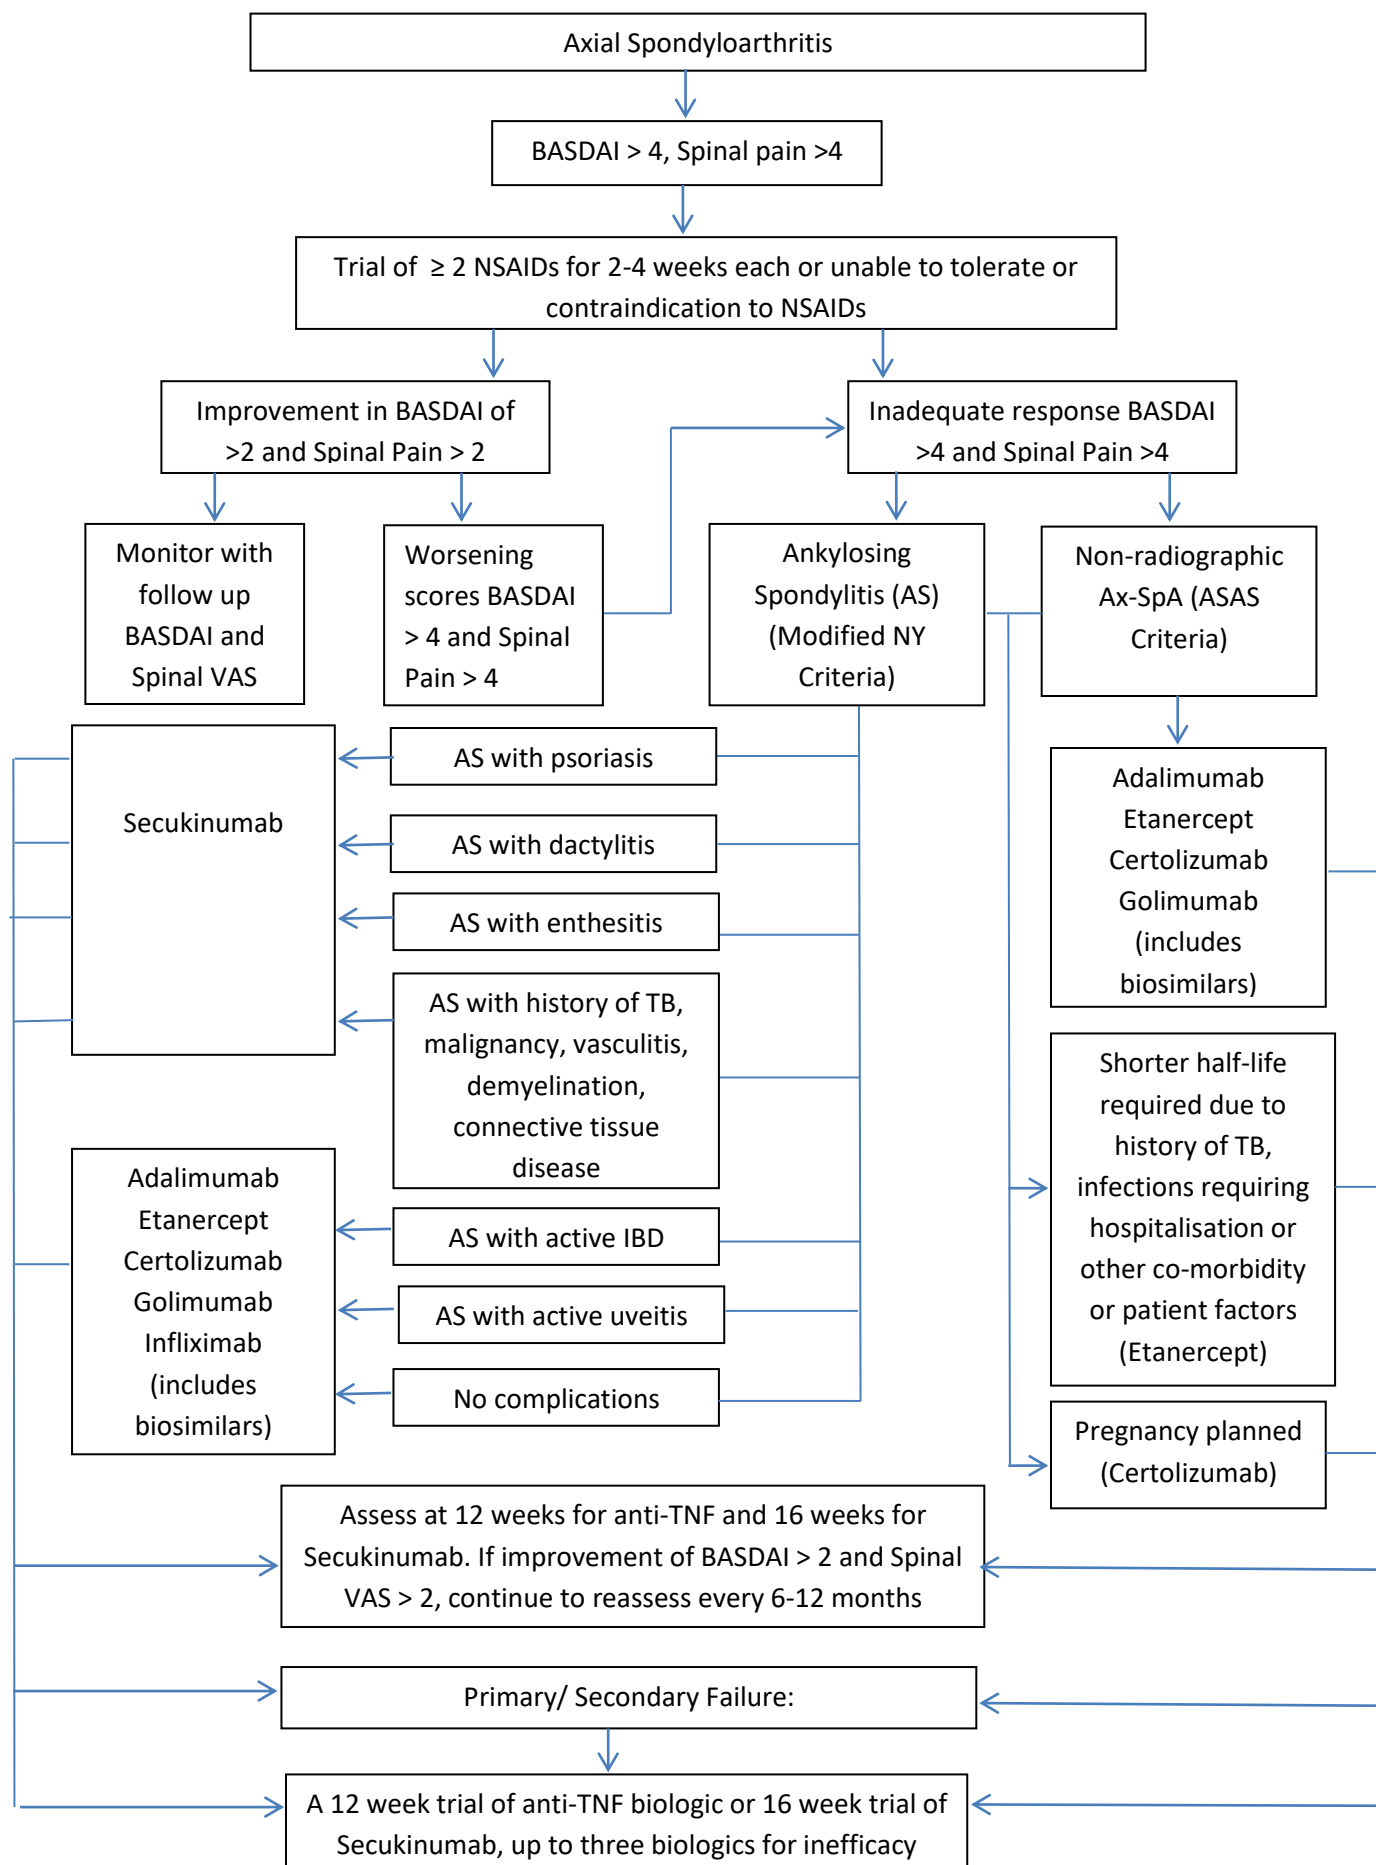 Axial Spondyloarthritis
BASDAI > 4, Spinal pain >4
Trial of ≥ 2 NSAIDs for 2-4 weeks each or unable to tolerate or
contraindication to NSAIDs
Improvement in BASDAI of
>2 and Spinal Pain > 2
Inadequate response BASDAI
>4 and Spinal Pain >4
Monitor with
follow up
BASDAI and
Spinal VAS
Worsening
scores BASDAI
> 4 and Spinal
Pain > 4
Ankylosing
Spondylitis (AS)
(Modified NY
Criteria)
Non-radiographic
Ax-SpA (ASAS
Criteria)
Secukinumab
AS with psoriasis
AS with dactylitis
AS with enthesitis
AS with history of TB,
malignancy, vasculitis,
demyelination,
connective tissue
disease
Adalimumab
Etanercept
Certolizumab
Golimumab
(includes
biosimilars)
Shorter half-life
required due to
history of TB,
infections requiring
hospitalisation or
other co-morbidity
or patient factors
(Etanercept)
Adalimumab
Etanercept
Certolizumab
Golimumab
Infliximab
(includes
biosimilars)
AS with active IBD
AS with active uveitis
No complications
Pregnancy planned
(Certolizumab)
Assess at 12 weeks for anti-TNF and 16 weeks for
Secukinumab. If improvement of BASDAI > 2 and Spinal
VAS > 2, continue to reassess every 6-12 months
Primary/ Secondary Failure:
A 12 week trial of anti-TNF biologic or 16 week trial of
Secukinumab, up to three biologics for inefficacy